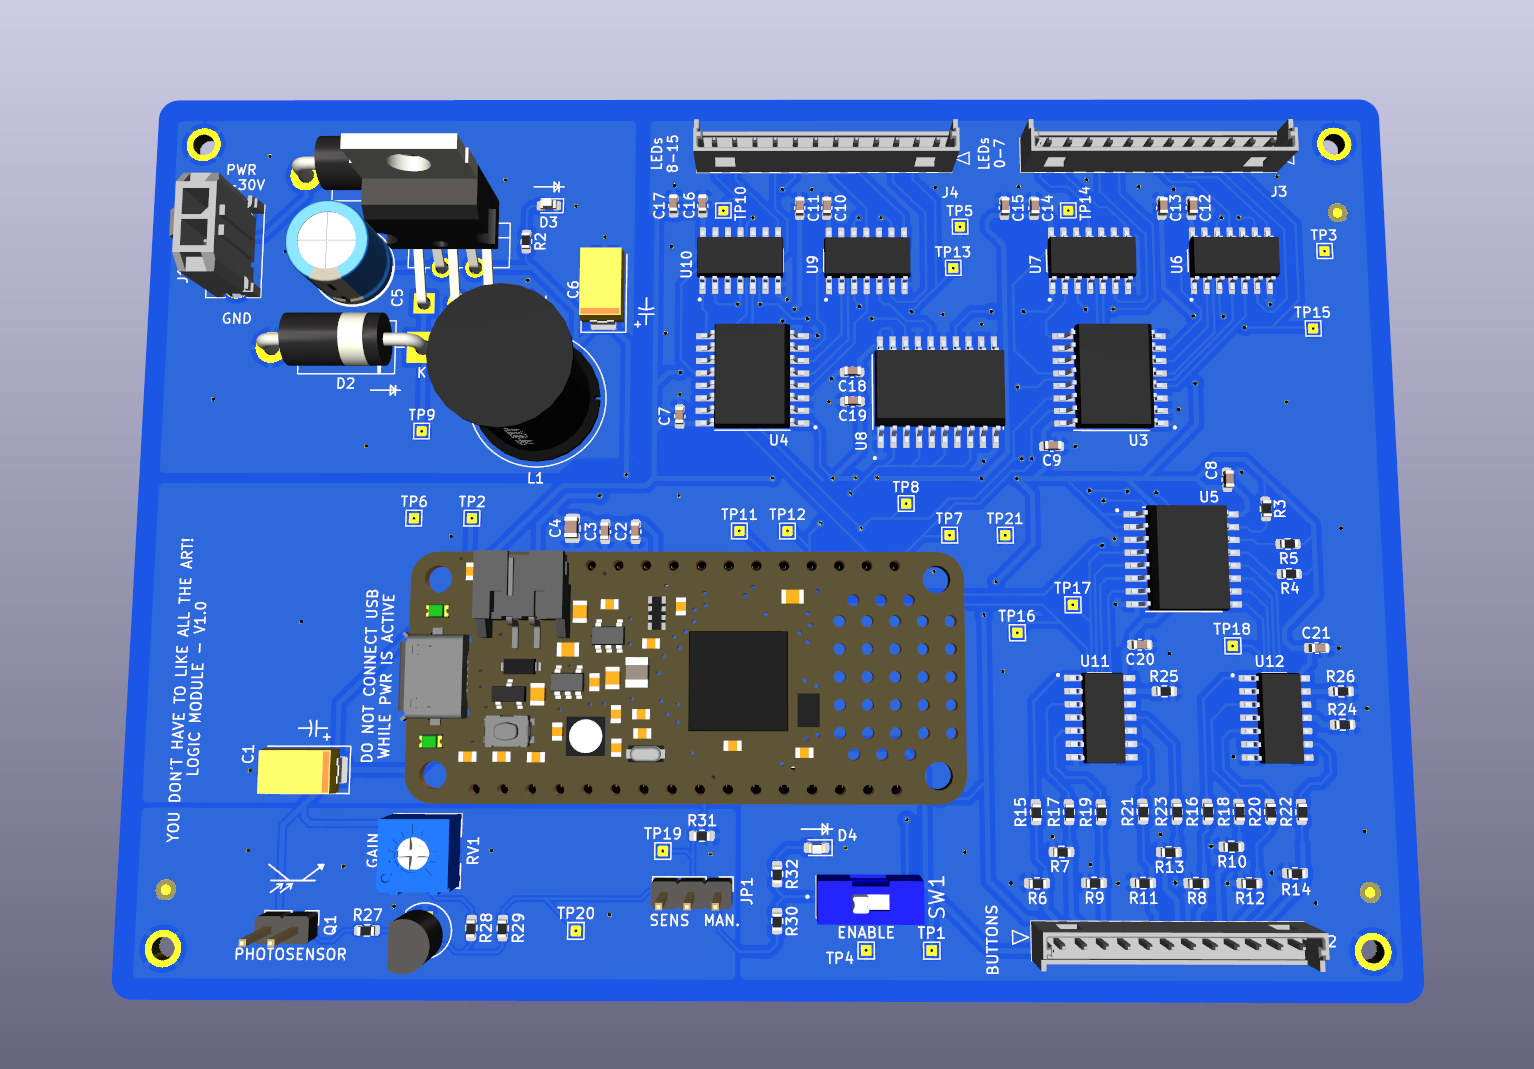 PWR
-30V
J
GND
C5
D3
R2
C6
+
D2
K
TP9
L1
LEDs
8-15
LEDs
0-7
J4
J3
C17
C16
TP10
C11
C10
TP5
TP13
C15
C14
TP14
C13
C12
TP3
TP15
U10
U9
U7
U6
C7
U4
C18
C19
U8
C9
U3
C8
U5
R3
R5
R4
TP6
TP2
C4
C3
C2
TP11
TP12
TP8
TP7
TP21
TP17
TP16
TP18
C20
C21
U11
U12
R25
R26
R24
YOU DON'T HAVE TO LIKE ALL THE ART!
LOGIC MODULE - V1.0
DO NOT CONNECT USB
WHILE PWR IS ACTIVE
C1
+
GAIN
RV1
Q1
PHOTOSENSOR
R27
R28
R29
TP20
TP19
R31
JP1
SENS
MAN.
D4
R32
R30
SW1
ENABLE
TP4
TP1
BUTTONS
R15
R17
R19
R21
R23
R16
R18
R20
R22
R7
R13
R10
R14
R6
R9
R11
R8
R12
2